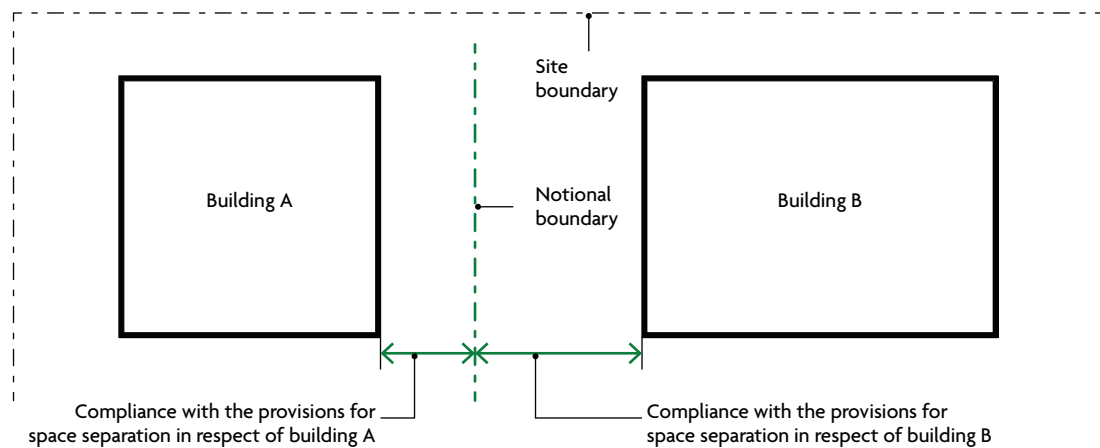 Site
boundary
Building A
Notional
boundary
Building B
Compliance with the provisions for
space separation in respect of building A
Compliance with the provisions for
space separation in respect of building B